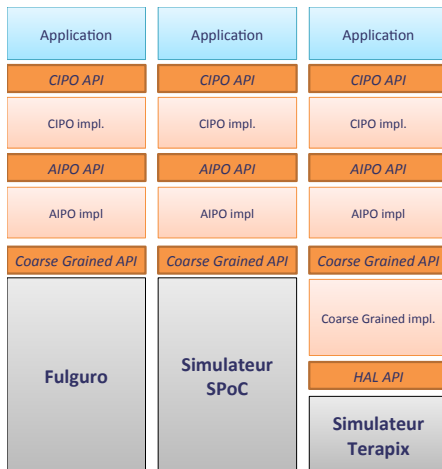 Application
Application
Application
CIPO API
CIPO API
CIPO API
CIPO impl.
CIPO impl.
CIPO impl.
AIPO API
AIPO API
AIPO API
AIPO impl
AIPO impl
AIPO impl
Coarse Grained API
Coarse Grained API
Coarse Grained API
Fulguro
Simulateur
SPoC
Coarse Grained impl.
HAL API
Simulateur
Terapix